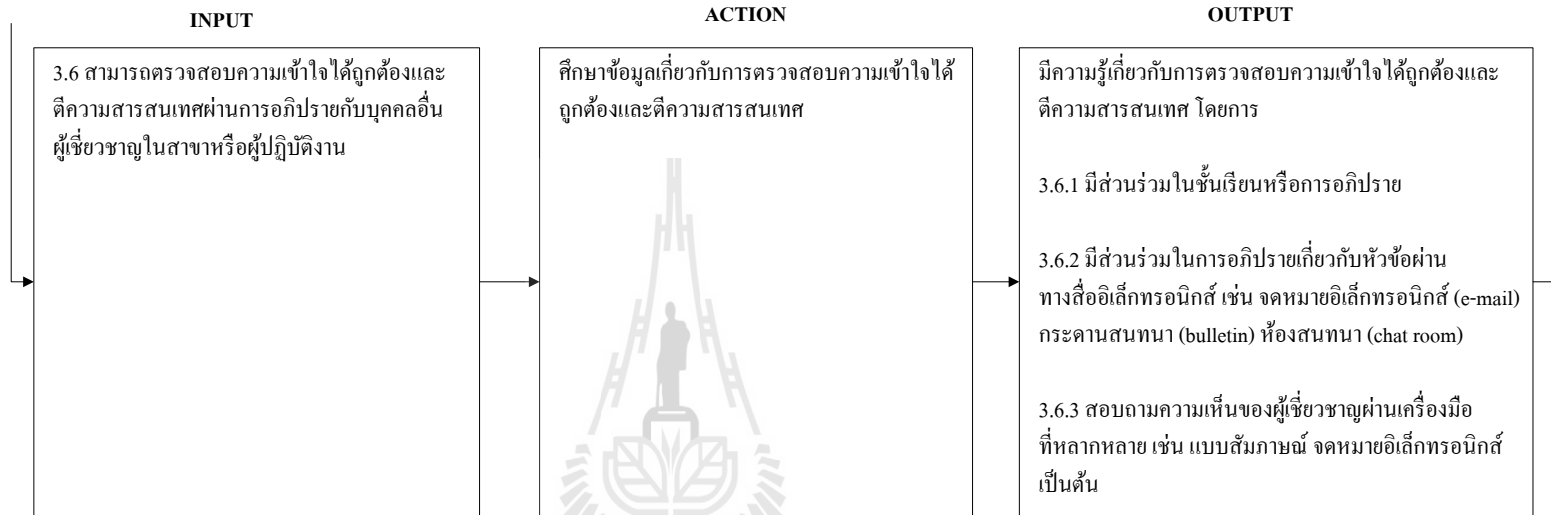 INPUT
3.6 สามารถตรวจสอบความเข้าใจได้ถูกต้องและ
ตีความสารสนเทศผ่านการอภิปรายกับบุคคลอื่น
ผู้เชี่ยวชาญในสาขาหรือผู้ปฏิบัติงาน
ACTION
ศึกษาข้อมูลเกี่ยวกับการตรวจสอบความเข้าใจได้
ถูกต้องและตีความสารสนเทศ
OUTPUT
มีความรู้เกี่ยวกับการตรวจสอบความเข้าใจได้ถูกต้องและ
ตีความสารสนเทศ โดยการ
3.6.1 มีส่วนร่วมในชั้นเรียนหรือการอภิปราย
3.6.2 มีส่วนร่วมในการอภิปรายเกี่ยวกับหัวข้อผ่าน
ทางสื่ออิเล็กทรอนิกส์ เช่น จดหมายอิเล็กทรอนิกส์ (e-mail)
กระดานสนทนา (bulletin) ห้องสนทนา (chat room)
3.6.3 สอบถามความเห็นของผู้เชี่ยวชาญผ่านเครื่องมือ
ที่หลากหลาย เช่น แบบสัมภาษณ์ จดหมายอิเล็กทรอนิกส์
เป็นต้น